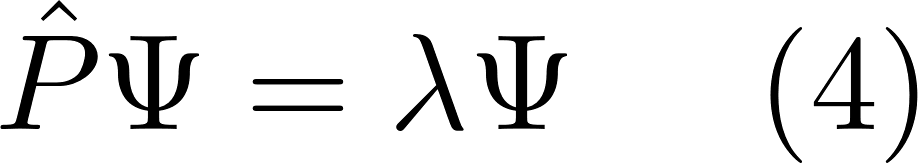 P̂Ψ = λΨ (4)